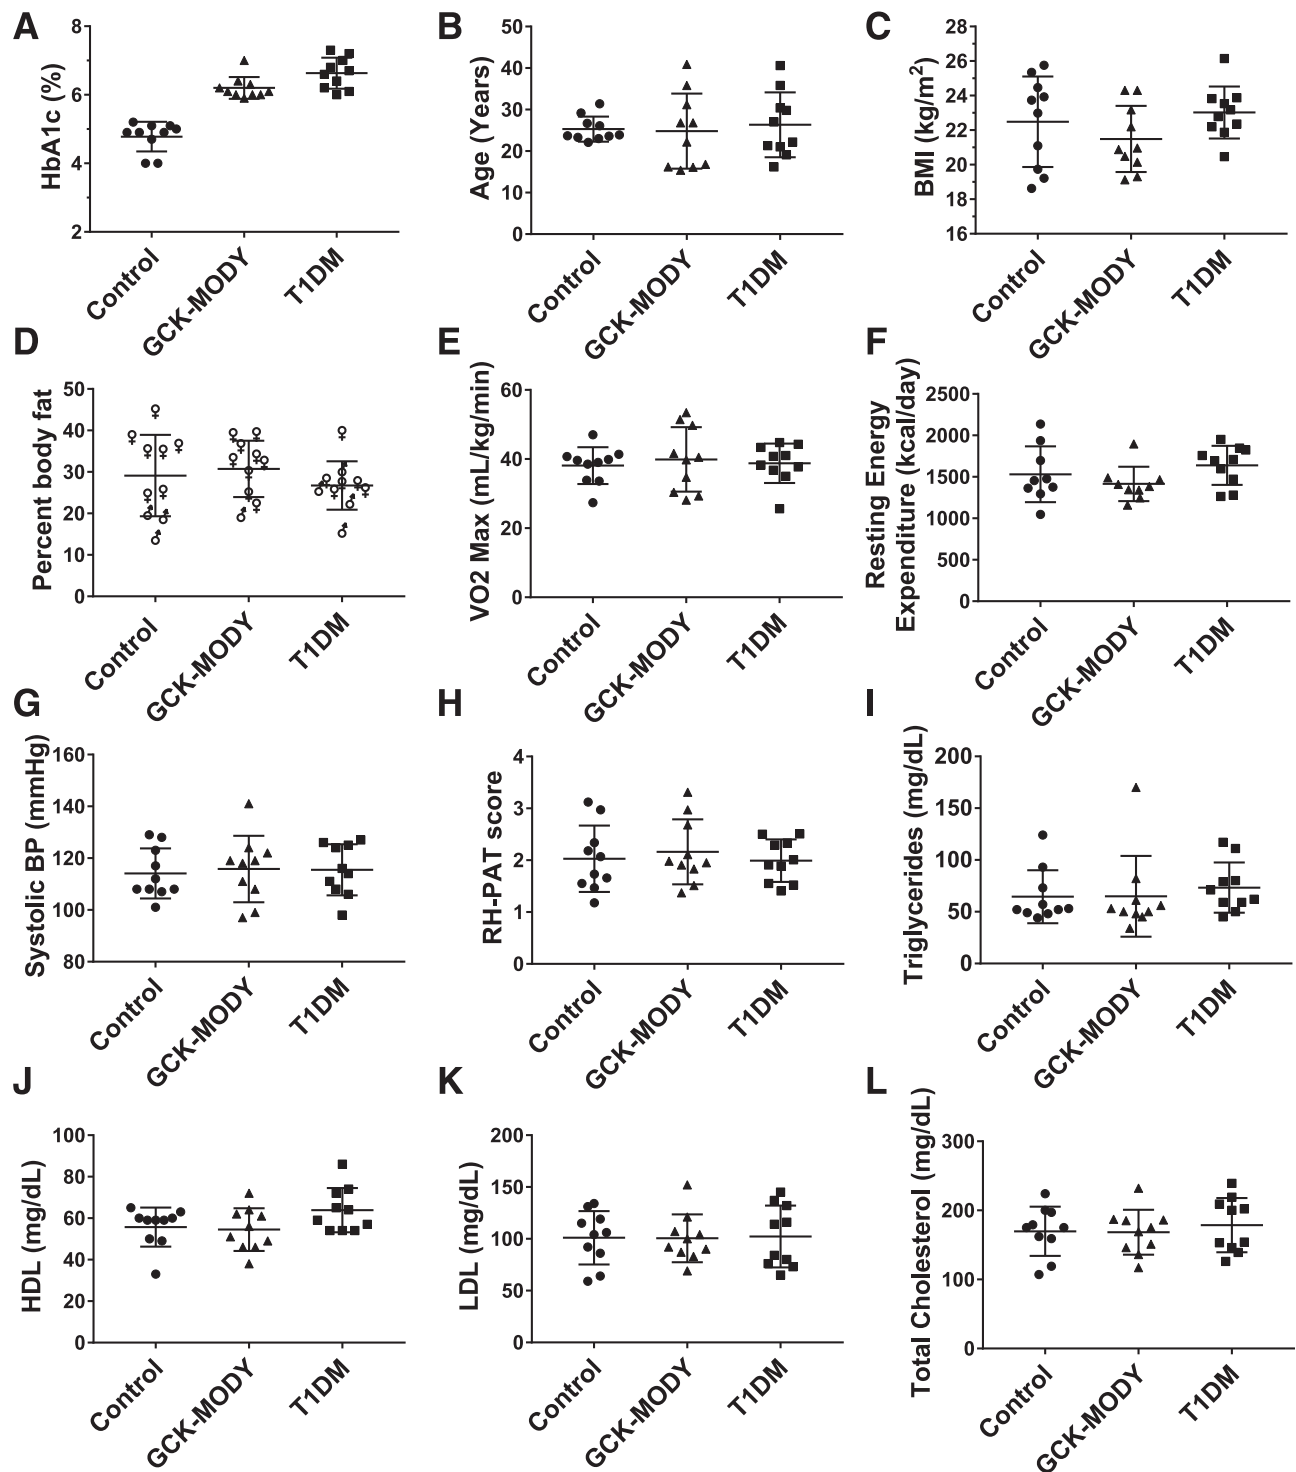 A
HbA1c (%)
8
6
4
2
Control
GCK-MODY
T1DM
B
Age (Years)
50
40
30
20
10
0
Control
GCK-MODY
T1DM
C
BMI (kg/m²)
28
26
24
22
20
18
16
Control
GCK-MODY
T1DM
D
Percent body fat
50
40
30
20
10
0
Control
GCK-MODY
T1DM
E
VO2 Max (mL/kg/min)
60
40
20
0
Control
GCK-MODY
T1DM
F
Resting Energy
Expenditure (kcal/day)
2500
2000
1500
1000
500
0
Control
GCK-MODY
T1DM
G
Systolic BP (mmHg)
160
140
120
100
80
Control
GCK-MODY
T1DM
H
RH-PAT score
4
3
2
1
0
Control
GCK-MODY
T1DM
I
Triglycerides (mg/dL)
200
150
100
50
0
Control
GCK-MODY
T1DM
J
HDL (mg/dL)
100
80
60
40
20
0
Control
GCK-MODY
T1DM
K
LDL (mg/dL)
200
150
100
50
0
Control
GCK-MODY
T1DM
L
Total Cholesterol (mg/dL)
300
200
100
0
Control
GCK-MODY
T1DM